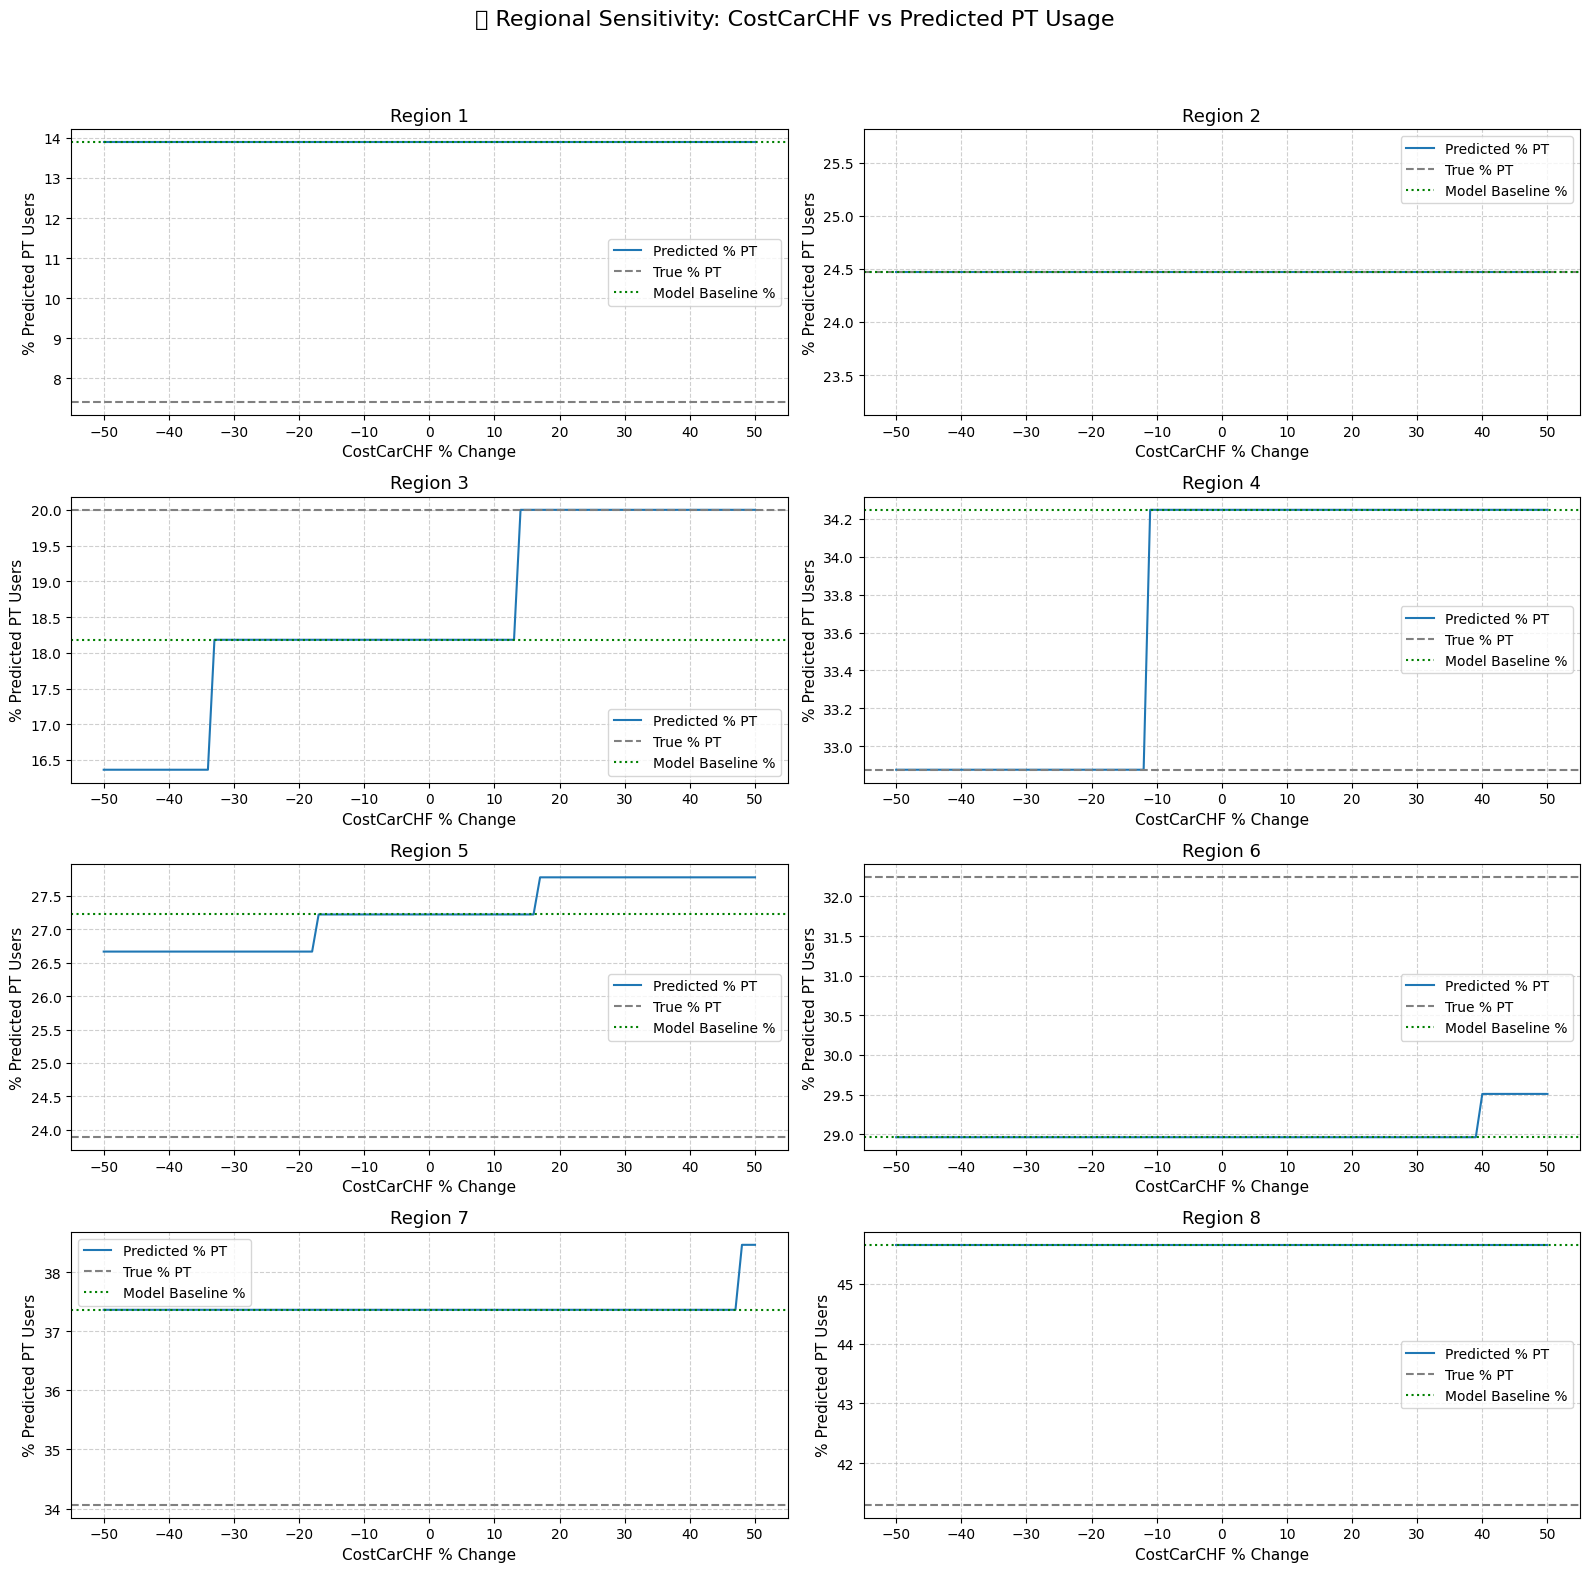 Regional Sensitivity: CostCarCHF vs Predicted PT Usage
Region 1
% Predicted PT Users
14
13
12
11
10
9
8
Predicted % PT
True % PT
Model Baseline %
−50 −40 −30 −20 −10 0 10 20 30 40 50
CostCarCHF % Change
Region 2
% Predicted PT Users
25.5
25.0
24.5
24.0
23.5
Predicted % PT
True % PT
Model Baseline %
−50 −40 −30 −20 −10 0 10 20 30 40 50
CostCarCHF % Change
Region 3
% Predicted PT Users
20.0
19.5
19.0
18.5
18.0
17.5
17.0
16.5
Predicted % PT
True % PT
Model Baseline %
−50 −40 −30 −20 −10 0 10 20 30 40 50
CostCarCHF % Change
Region 4
% Predicted PT Users
34.2
34.0
33.8
33.6
33.4
33.2
33.0
Predicted % PT
True % PT
Model Baseline %
−50 −40 −30 −20 −10 0 10 20 30 40 50
CostCarCHF % Change
Region 5
% Predicted PT Users
27.5
27.0
26.5
26.0
25.5
25.0
24.5
24.0
Predicted % PT
True % PT
Model Baseline %
−50 −40 −30 −20 −10 0 10 20 30 40 50
CostCarCHF % Change
Region 6
% Predicted PT Users
32.0
31.5
31.0
30.5
30.0
29.5
29.0
Predicted % PT
True % PT
Model Baseline %
−50 −40 −30 −20 −10 0 10 20 30 40 50
CostCarCHF % Change
Region 7
% Predicted PT Users
38
37
36
35
34
Predicted % PT
True % PT
Model Baseline %
−50 −40 −30 −20 −10 0 10 20 30 40 50
CostCarCHF % Change
Region 8
% Predicted PT Users
45
44
43
42
Predicted % PT
True % PT
Model Baseline %
−50 −40 −30 −20 −10 0 10 20 30 40 50
CostCarCHF % Change